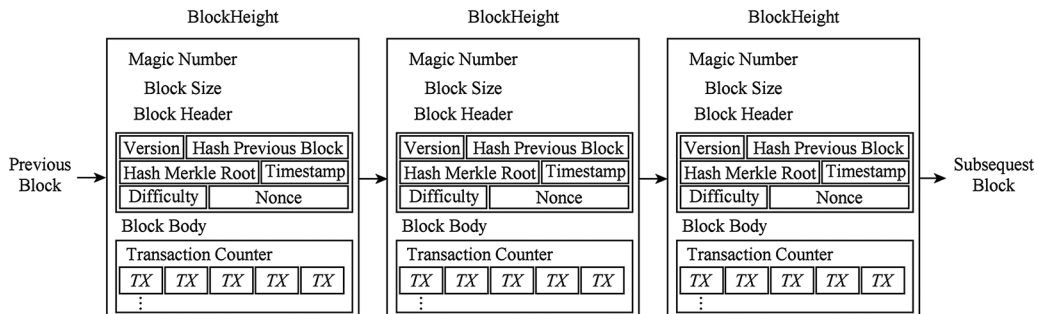 BlockHeight BlockHeight BlockHeight
Magic Number Magic Number Magic Number
Block Size Block Size Block Size
Block Header Block Header Block Header
Version Hash Previous Block Version Hash Previous Block Version Hash Previous Block
Previous Block
Hash Merkle Root Timestamp Hash Merkle Root Timestamp Hash Merkle Root Timestamp
Subsequest Block
Difficulty Nonce Difficulty Nonce Difficulty Nonce
Block Body Block Body Block Body
Transaction Counter Transaction Counter Transaction Counter
TX TX TX TX TX TX TX TX TX TX TX TX TX TX TX
⋮ ⋮ ⋮